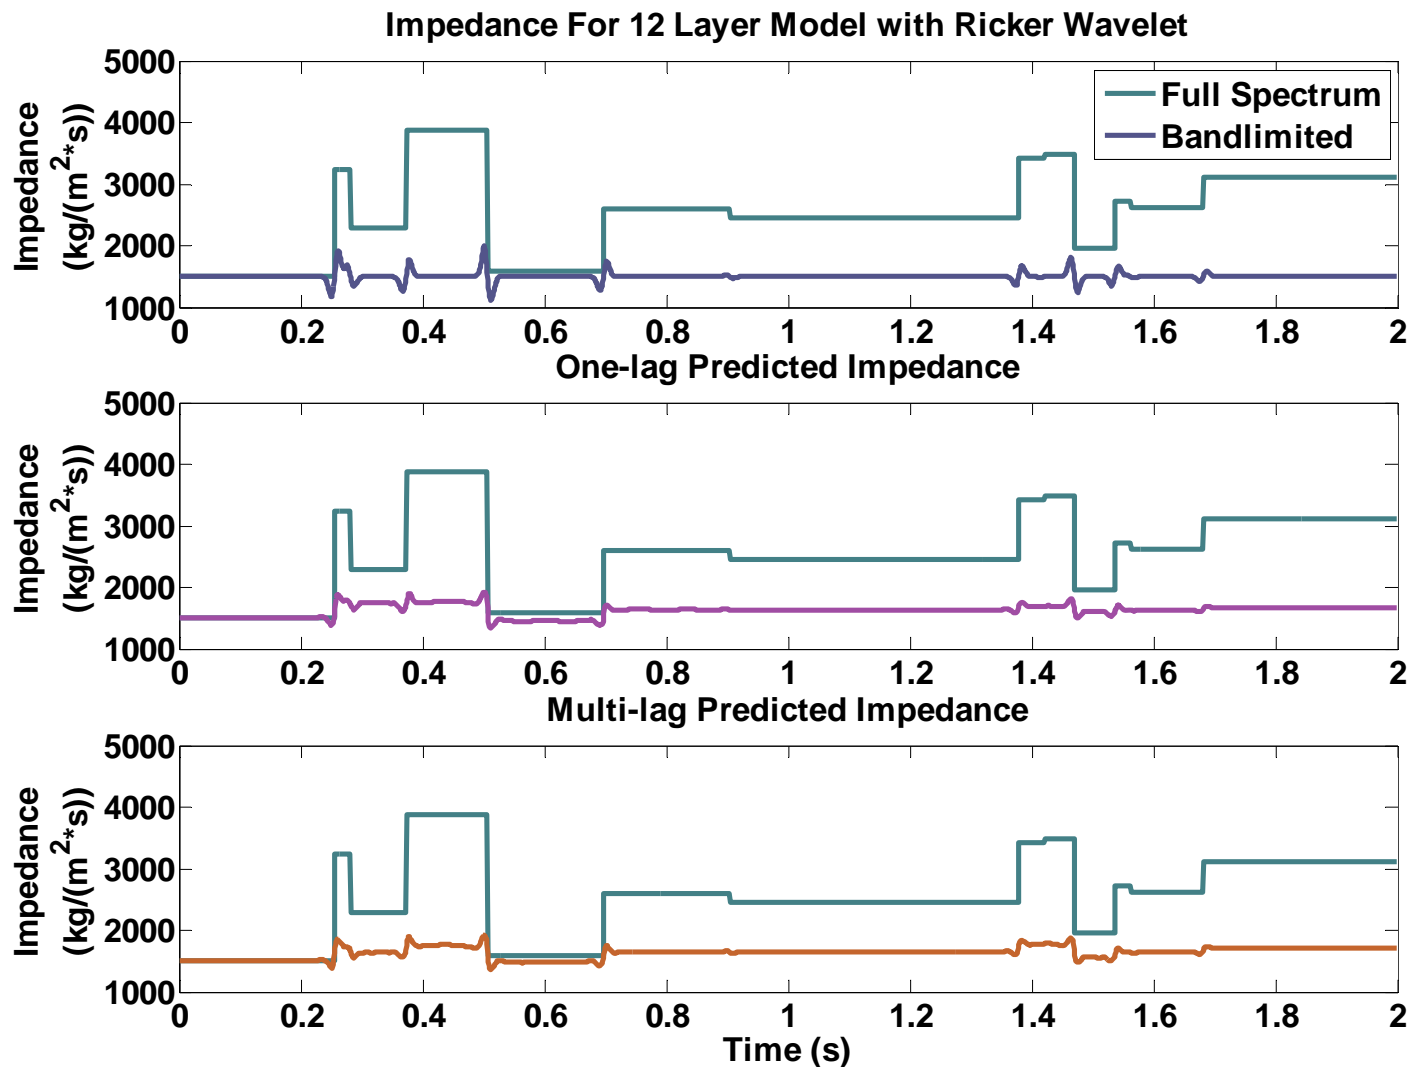 Impedance For 12 Layer Model with Ricker Wavelet
Impedance
(kg/(m²*s))
5000
4000
3000
2000
1000
Full Spectrum
Bandlimited
0 0.2 0.4 0.6 0.8 1 1.2 1.4 1.6 1.8 2
One-lag Predicted Impedance
Impedance
(kg/(m²*s))
5000
4000
3000
2000
1000
0 0.2 0.4 0.6 0.8 1 1.2 1.4 1.6 1.8 2
Multi-lag Predicted Impedance
Impedance
(kg/(m²*s))
5000
4000
3000
2000
1000
0 0.2 0.4 0.6 0.8 1 1.2 1.4 1.6 1.8 2
Time (s)